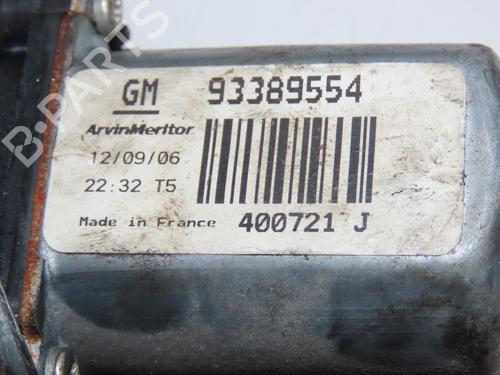 GM 93389554
ArvinMeritor
12/09/06
22:32 T5
Made in France 400721 J
B-PARTS